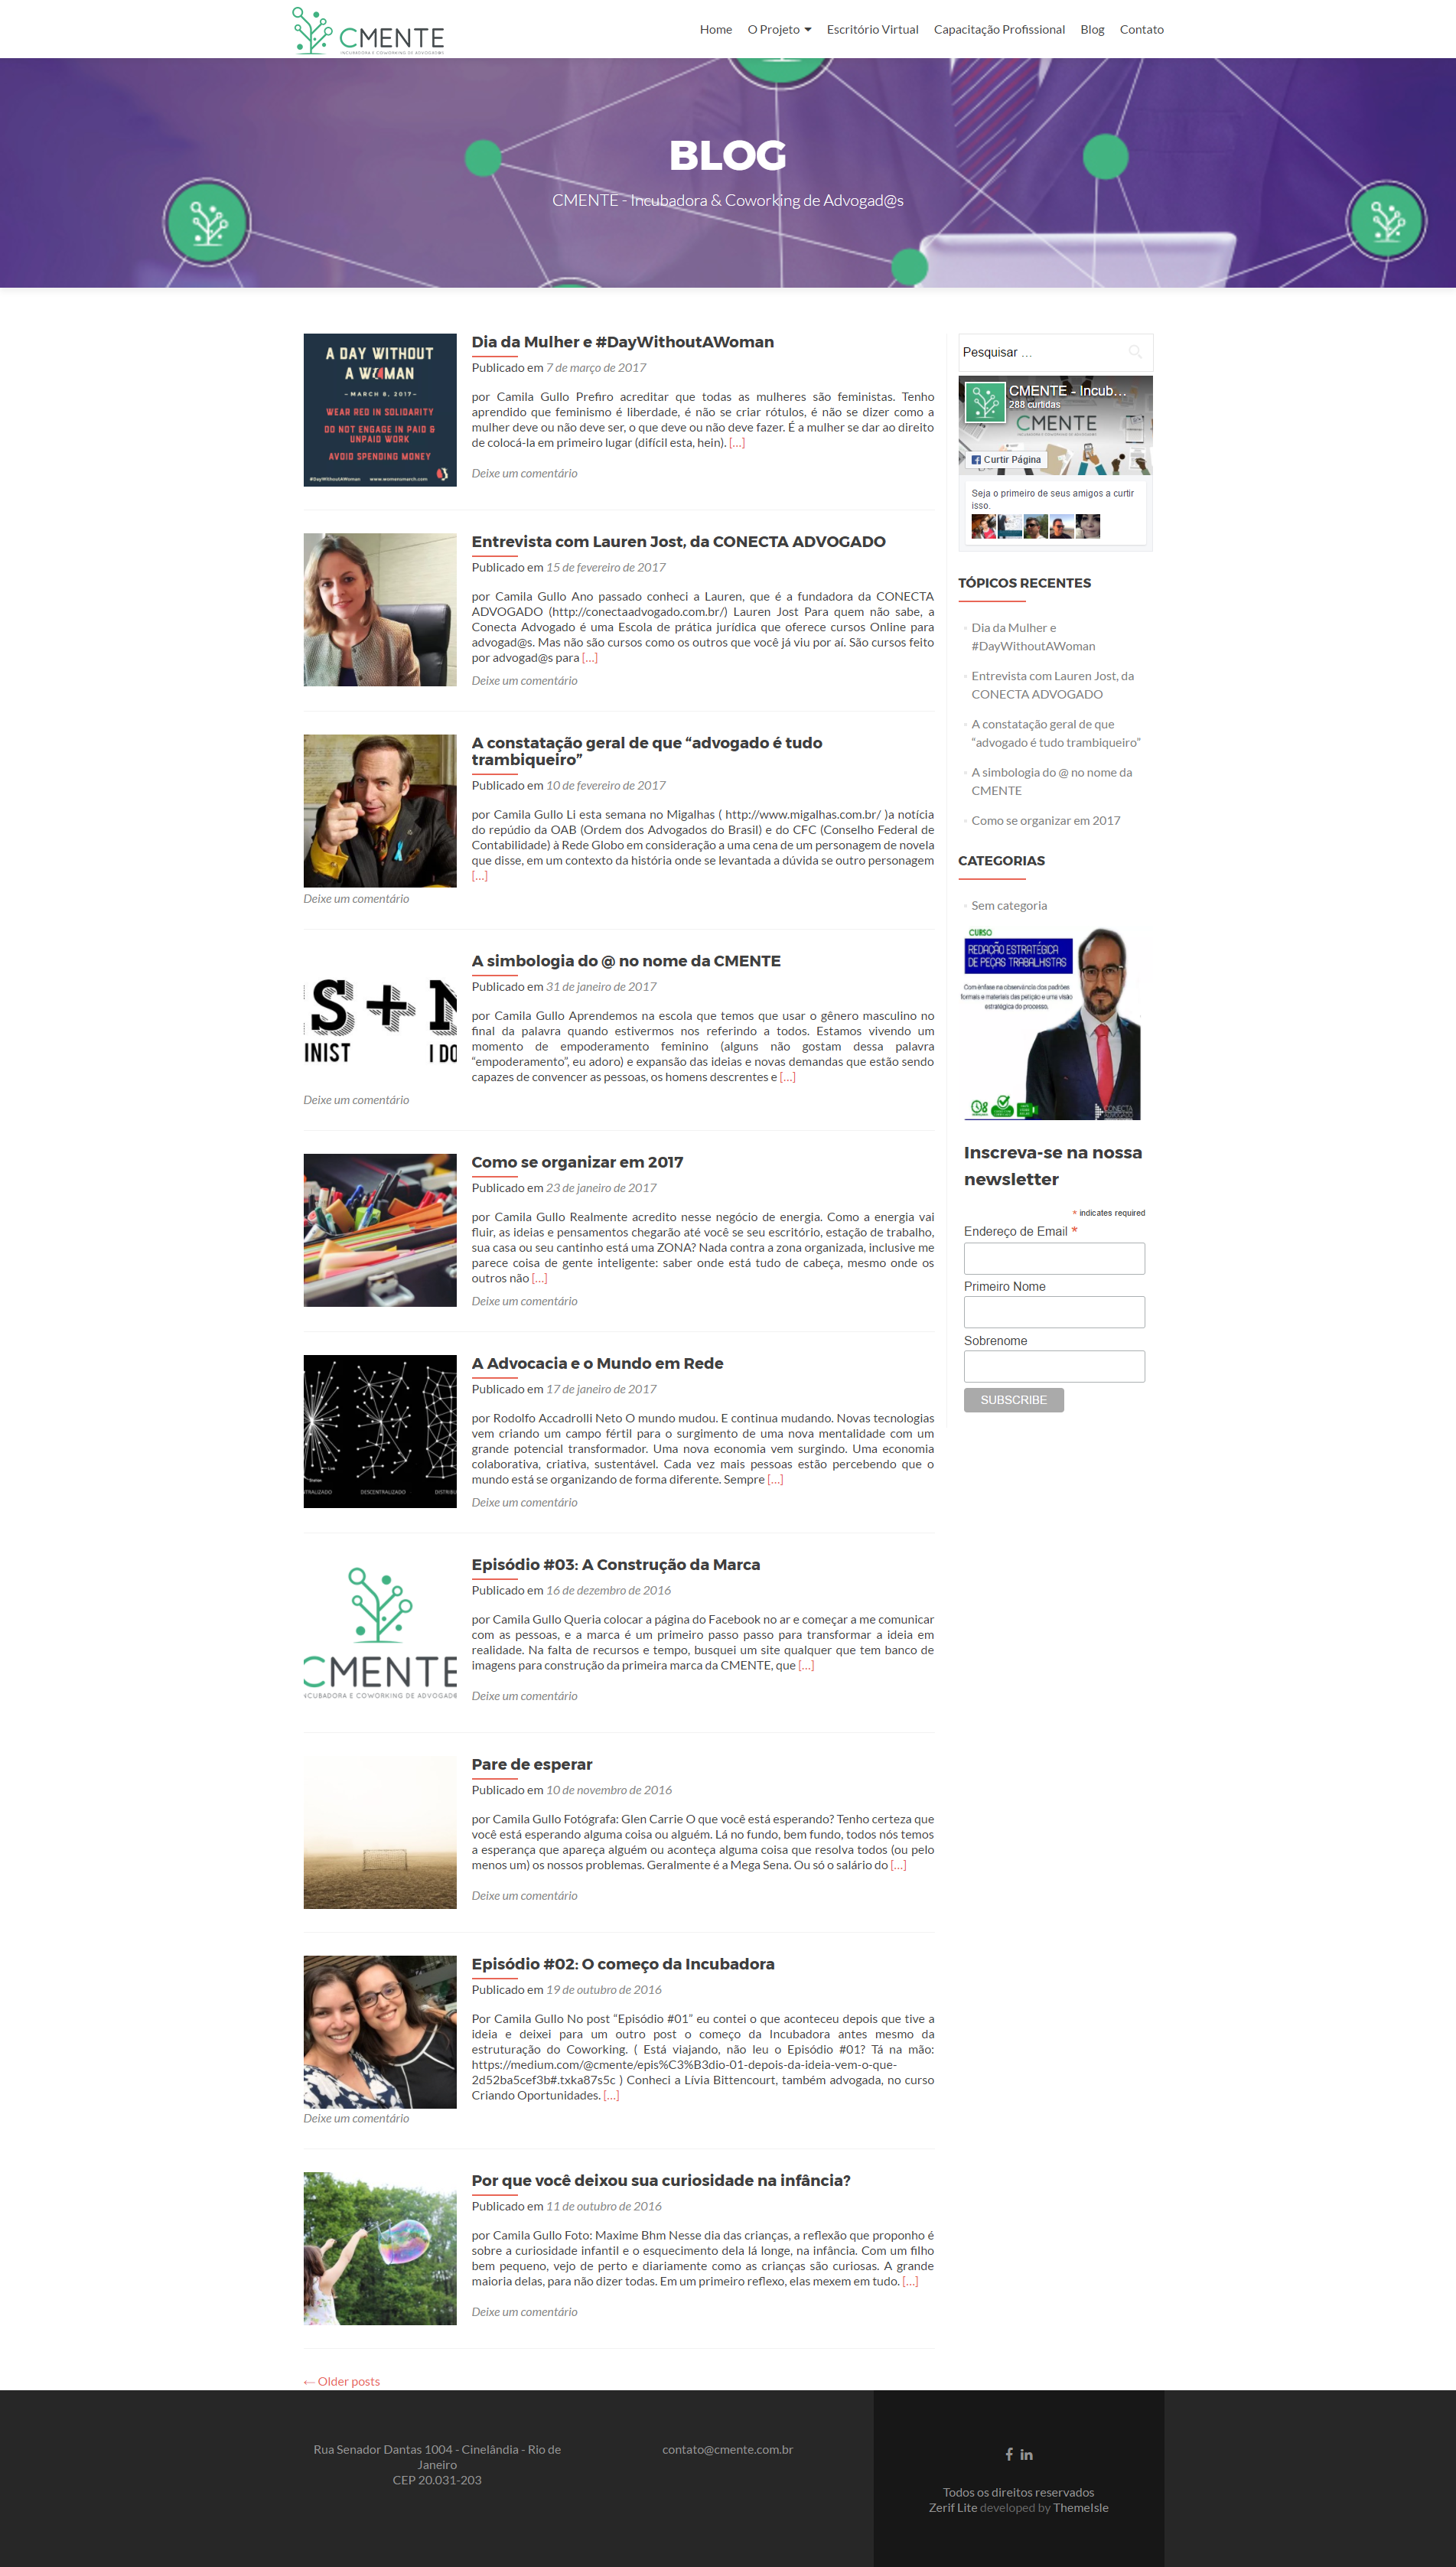 CMENTE
INCUBADORA E COWORKING DE ADVOGAD@S
Home
O Projeto
Escritório Virtual
Capacitação Profissional
Blog
Contato
BLOG
CMENTE - Incubadora & Coworking de Advogad@s
A DAY WITHOUT
A WOMAN
- MARCH 8, 2017-
WEAR RED IN SOLIDARITY
DO NOT ENGAGE IN PAID &
UNPAID WORK
AVOID SPENDING MONEY
#DayWithoutAWoman www.womensmarch.com
Dia da Mulher e #DayWithoutAWoman
Publicado em 7 de março de 2017
por Camila Gullo Prefiro acreditar que todas as mulheres são feministas. Tenho
aprendido que feminismo é liberdade, é não se criar rótulos, é não se dizer como a
mulher deve ou não deve ser, o que deve ou não deve fazer. É a mulher se dar ao direito
de colocá-la em primeiro lugar (difícil esta, hein). […]
Deixe um comentário
Entrevista com Lauren Jost, da CONECTA ADVOGADO
Publicado em 15 de fevereiro de 2017
por Camila Gullo Ano passado conheci a Lauren, que é a fundadora da CONECTA
ADVOGADO (http://conectaadvogado.com.br/) Lauren Jost Para quem não sabe, a
Conecta Advogado é uma Escola de prática jurídica que oferece cursos Online para
advogad@s. Mas não são cursos como os outros que você já viu por aí. São cursos feito
por advogad@s para […]
Deixe um comentário
A constatação geral de que “advogado é tudo
trambiqueiro”
Publicado em 10 de fevereiro de 2017
por Camila Gullo Li esta semana no Migalhas ( http://www.migalhas.com.br/ )a notícia
do repúdio da OAB (Ordem dos Advogados do Brasil) e do CFC (Conselho Federal de
Contabilidade) à Rede Globo em consideração a uma cena de um personagem de novela
que disse, em um contexto da história onde se levantada a dúvida se outro personagem
[…]
Deixe um comentário
S + N
INIST I DO
A simbologia do @ no nome da CMENTE
Publicado em 31 de janeiro de 2017
por Camila Gullo Aprendemos na escola que temos que usar o gênero masculino no
final da palavra quando estivermos nos referindo a todos. Estamos vivendo um
momento de empoderamento feminino (alguns não gostam dessa palavra
“empoderamento”, eu adoro) e expansão das ideias e novas demandas que estão sendo
capazes de convencer as pessoas, os homens descrentes e […]
Deixe um comentário
Como se organizar em 2017
Publicado em 23 de janeiro de 2017
por Camila Gullo Realmente acredito nesse negócio de energia. Como a energia vai
fluir, as ideias e pensamentos chegarão até você se seu escritório, estação de trabalho,
sua casa ou seu cantinho está uma ZONA? Nada contra a zona organizada, inclusive me
parece coisa de gente inteligente: saber onde está tudo de cabeça, mesmo onde os
outros não […]
Deixe um comentário
NTRALIZADO DESCENTRALIZADO DISTRIBU
A Advocacia e o Mundo em Rede
Publicado em 17 de janeiro de 2017
por Rodolfo Accadrolli Neto O mundo mudou. E continua mudando. Novas tecnologias
vem criando um campo fértil para o surgimento de uma nova mentalidade com um
grande potencial transformador. Uma nova economia vem surgindo. Uma economia
colaborativa, criativa, sustentável. Cada vez mais pessoas estão percebendo que o
mundo está se organizando de forma diferente. Sempre […]
Deixe um comentário
CMENTE
NCUBADORA E COWORKING DE ADVOGAD@
Episódio #03: A Construção da Marca
Publicado em 16 de dezembro de 2016
por Camila Gullo Queria colocar a página do Facebook no ar e começar a me comunicar
com as pessoas, e a marca é um primeiro passo passo para transformar a ideia em
realidade. Na falta de recursos e tempo, busquei um site qualquer que tem banco de
imagens para construção da primeira marca da CMENTE, que […]
Deixe um comentário
Pare de esperar
Publicado em 10 de novembro de 2016
por Camila Gullo Fotógrafa: Glen Carrie O que você está esperando? Tenho certeza que
você está esperando alguma coisa ou alguém. Lá no fundo, bem fundo, todos nós temos
a esperança que apareça alguém ou aconteça alguma coisa que resolva todos (ou pelo
menos um) os nossos problemas. Geralmente é a Mega Sena. Ou só o salário do […]
Deixe um comentário
Episódio #02: O começo da Incubadora
Publicado em 19 de outubro de 2016
Por Camila Gullo No post “Episódio #01” eu contei o que aconteceu depois que tive a
ideia e deixei para um outro post o começo da Incubadora antes mesmo da
estruturação do Coworking. ( Está viajando, não leu o Episódio #01? Tá na mão:
https://medium.com/@cmente/epis%C3%B3dio-01-depois-da-ideia-vem-o-que-
2d52ba5cef3b#.txka87s5c ) Conheci a Lívia Bittencourt, também advogada, no curso
Criando Oportunidades. […]
Deixe um comentário
Por que você deixou sua curiosidade na infância?
Publicado em 11 de outubro de 2016
por Camila Gullo Foto: Maxime Bhm Nesse dia das crianças, a reflexão que proponho é
sobre a curiosidade infantil e o esquecimento dela lá longe, na infância. Com um filho
bem pequeno, vejo de perto e diariamente como as crianças são curiosas. A grande
maioria delas, para não dizer todas. Em um primeiro reflexo, elas mexem em tudo. […]
Deixe um comentário
← Older posts
Pesquisar …
CMENTE - Incub…
288 curtidas
CMENTE
Curtir Página
Seja o primeiro de seus amigos a curtir
isso.
TÓPICOS RECENTES
Dia da Mulher e
#DayWithoutAWoman
Entrevista com Lauren Jost, da
CONECTA ADVOGADO
A constatação geral de que
“advogado é tudo trambiqueiro”
A simbologia do @ no nome da
CMENTE
Como se organizar em 2017
CATEGORIAS
Sem categoria
CURSO
REDAÇÃO ESTRATÉGICA
DE PEÇAS TRABALHISTAS
Com ênfase na observância dos padrões
formais e materiais das petição e uma visão
estratégica do processo.
CONECTA
Inscreva-se na nossa
newsletter
* indicates required
Endereço de Email *
Primeiro Nome
Sobrenome
SUBSCRIBE
Rua Senador Dantas 1004 - Cinelândia - Rio de
Janeiro
CEP 20.031-203
contato@cmente.com.br
Todos os direitos reservados
Zerif Lite developed by ThemeIsle